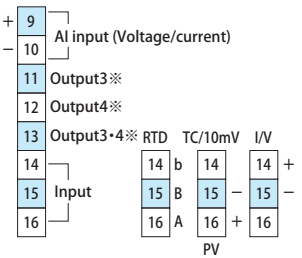 + 9
AI input (Voltage/current)
− 10
11 Output3※
12 Output4※
13 Output3・4※ RTD TC/10mV I/V
14 14 b 14 14 +
15 Input 15 B 15 − 15 −
16 16 A 16 + 16
PV